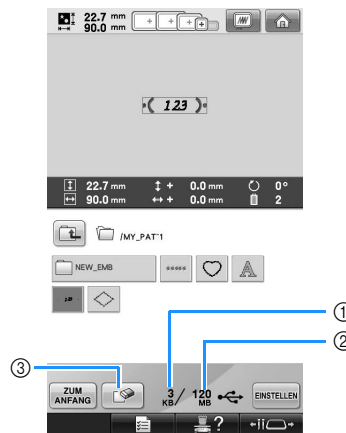 22.7 mm
90.0 mm
123
22.7 mm + 0.0 mm 0°
90.0 mm + 0.0 mm 2
/MY_PAT~1
NEW_EMB
A
3 KB / 120 MB
①
②
③
ZUM ANFANG
EINSTELLEN
?